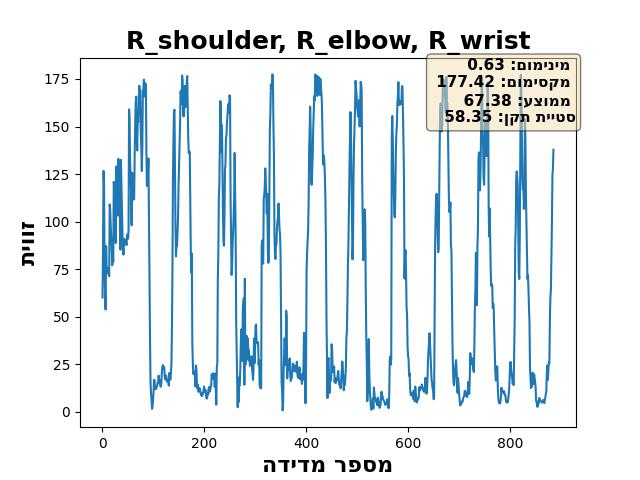 R_shoulder, R_elbow, R_wrist
מינימום: 0.63
מקסימום: 177.42
ממוצע: 67.38
סטיית תקן: 58.35
175
150
125
100
75
50
25
0
זווית
0 200 400 600 800
מספר מדידה